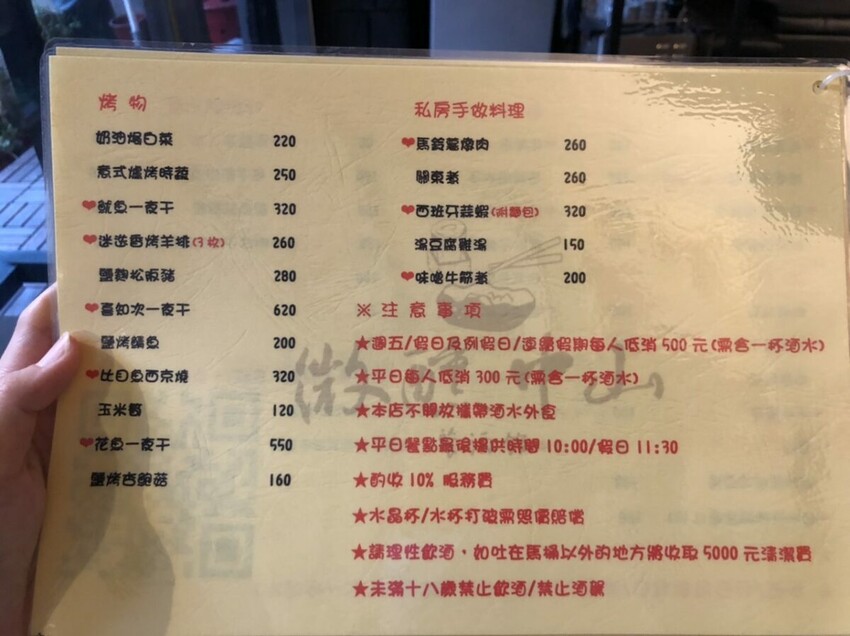 烤物
奶油焗白菜 220
意式爐烤時蔬 250
❤魷魚一夜干 320
❤迷迭香烤羊排(3枚) 260
鹽麴松阪豬 280
❤喜知次一夜干 620
鹽烤鯖魚 200
❤比目魚西京燒 320
玉米筍 120
❤花魚一夜干 550
鹽烤杏鮑菇 160
私房手做料理
❤馬鈴薯燉肉 260
關東煮 260
❤西班牙蒜蝦(附麵包) 320
湯豆腐雞湯 150
❤味噌牛筋煮 200
※注意事項
★週五/假日及例假日/連續假期每人低消500元(需含一杯酒水)
★平日每人低消300元(需含一杯酒水)
★本店不開放攜帶酒水外食
★平日餐點最晚提供時間10:00/假日11:30
★酌收10% 服務費
★水晶杯/水杯打破需照價賠償
★請理性飲酒,如吐在馬桶以外的地方將收取5000元清潔費
★未滿十八歲禁止飲酒/禁止酒駕
微醺中山